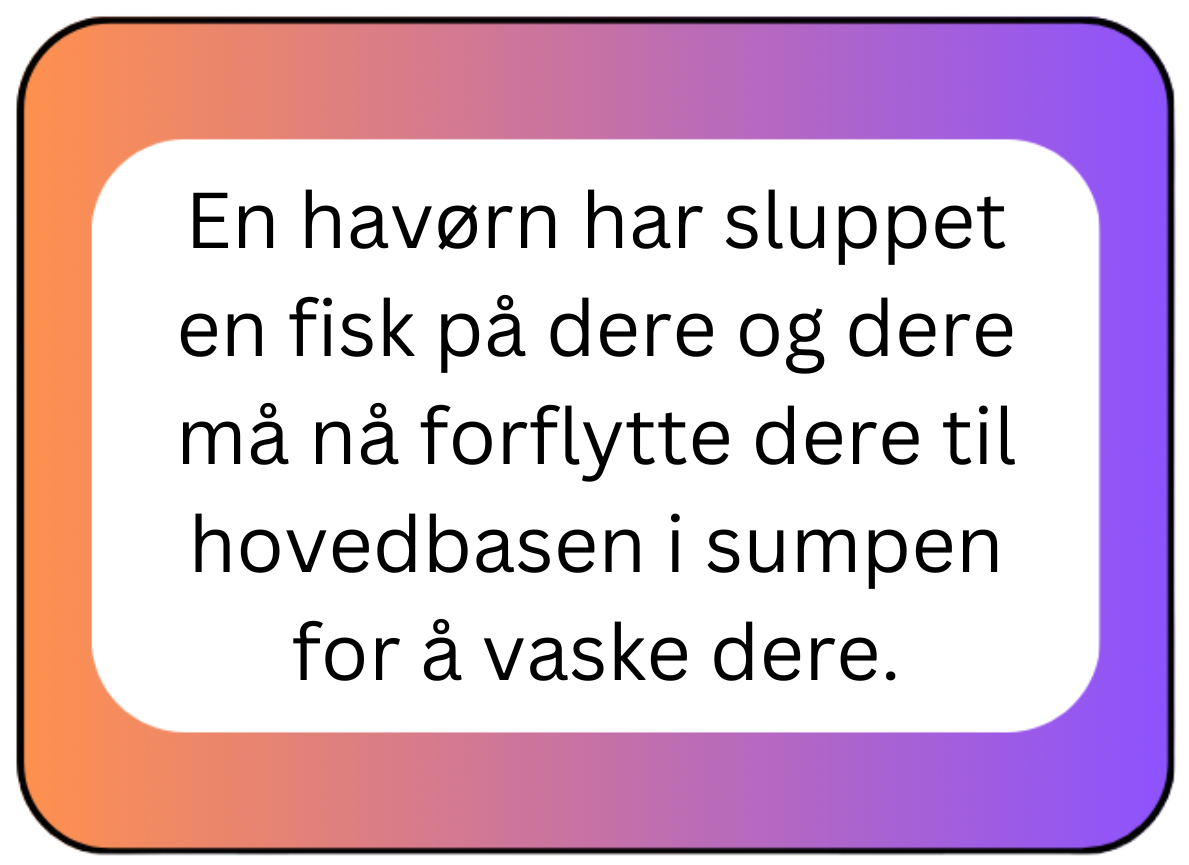 En havørn har sluppet
en fisk på dere og dere
må nå forflytte dere til
hovedbasen i sumpen
for å vaske dere.